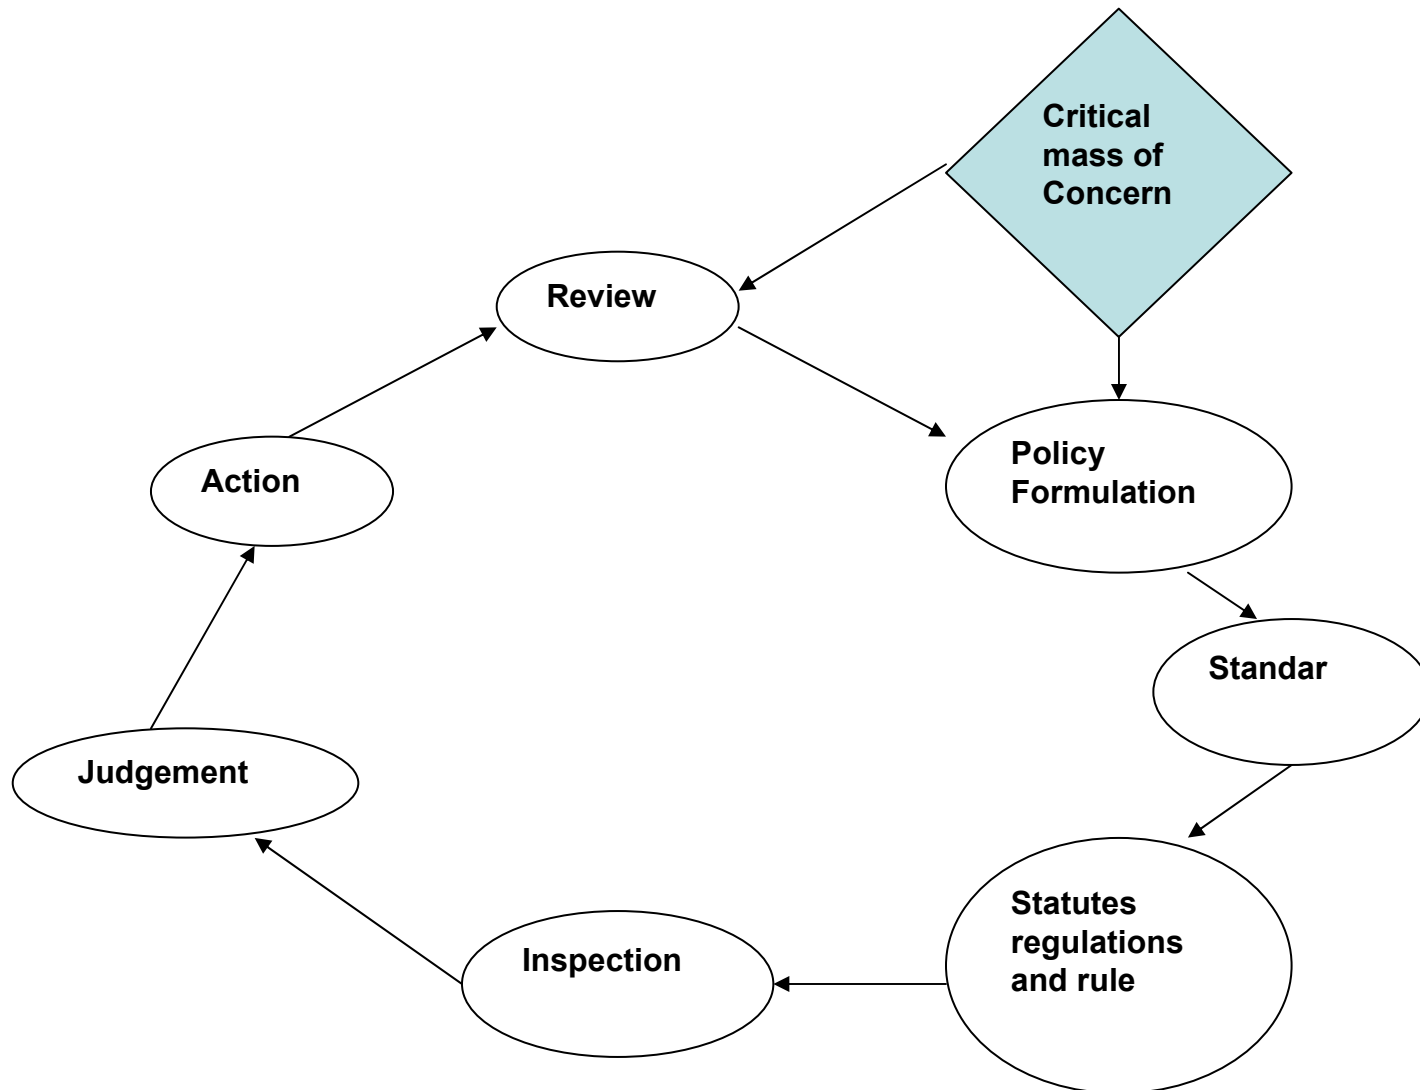 Critical
mass of
Concern
Review
Policy
Formulation
Action
Standar
Judgement
Statutes
regulations
and rule
Inspection